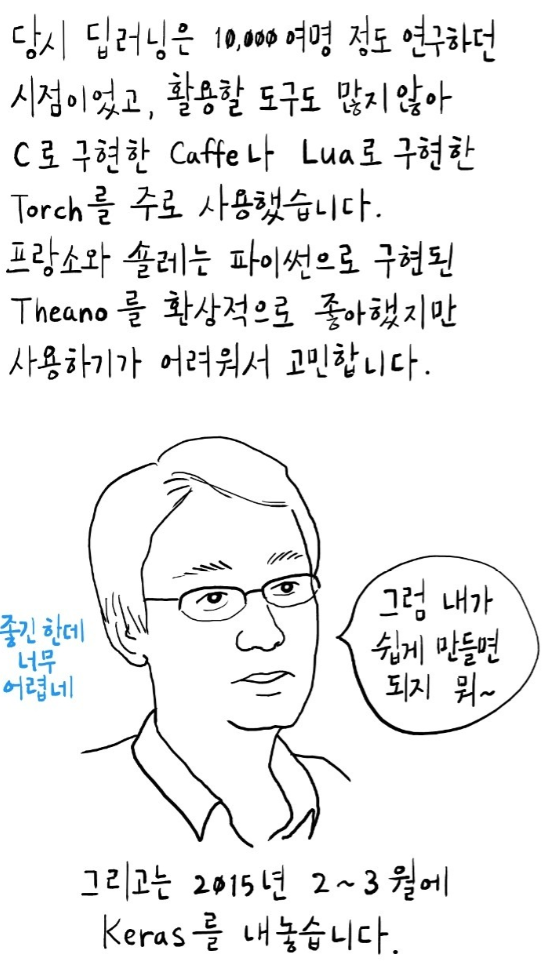 당시 딥러닝은 10,000여명 정도 연구하던
시점이었고, 활용할 도구도 많지않아
C로 구현한 Caffe나 Lua로 구현한
Torch를 주로 사용했습니다.
프랑소와 숄레는 파이썬으로 구현된
Theano를 환상적으로 좋아했지만
사용하기가 어려워서 고민합니다.
좋긴한데
너무
어렵네
그럼 내가
쉽게 만들면
되지 뭐~
그리고는 2015년 2~3월에
Keras를 내놓습니다.